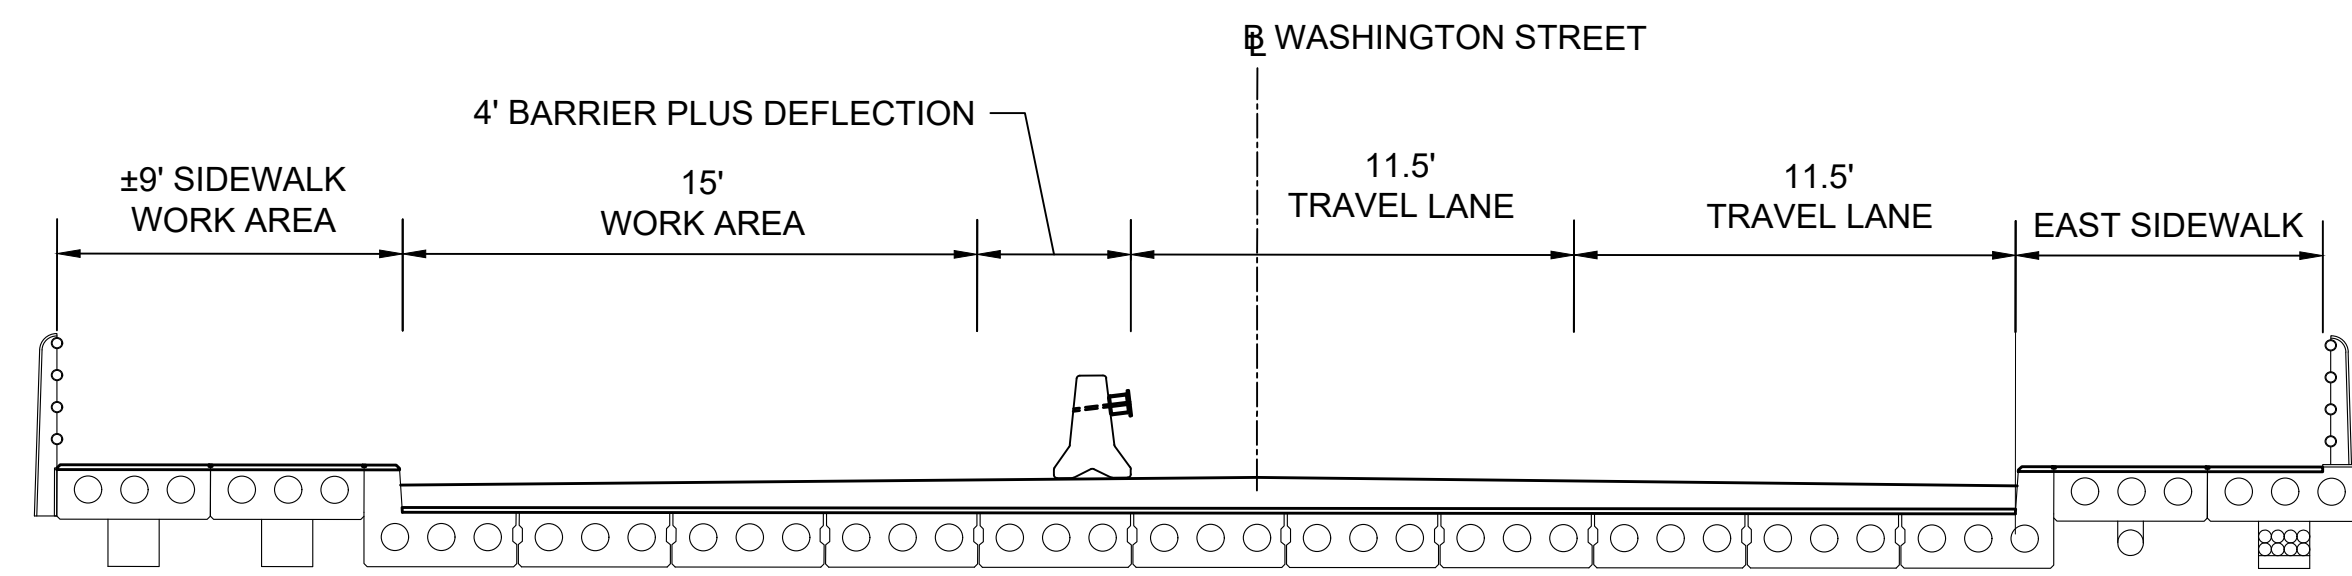 ℄ WASHINGTON STREET
4' BARRIER PLUS DEFLECTION
±9' SIDEWALK
WORK AREA
15'
WORK AREA
11.5'
TRAVEL LANE
11.5'
TRAVEL LANE
EAST SIDEWALK